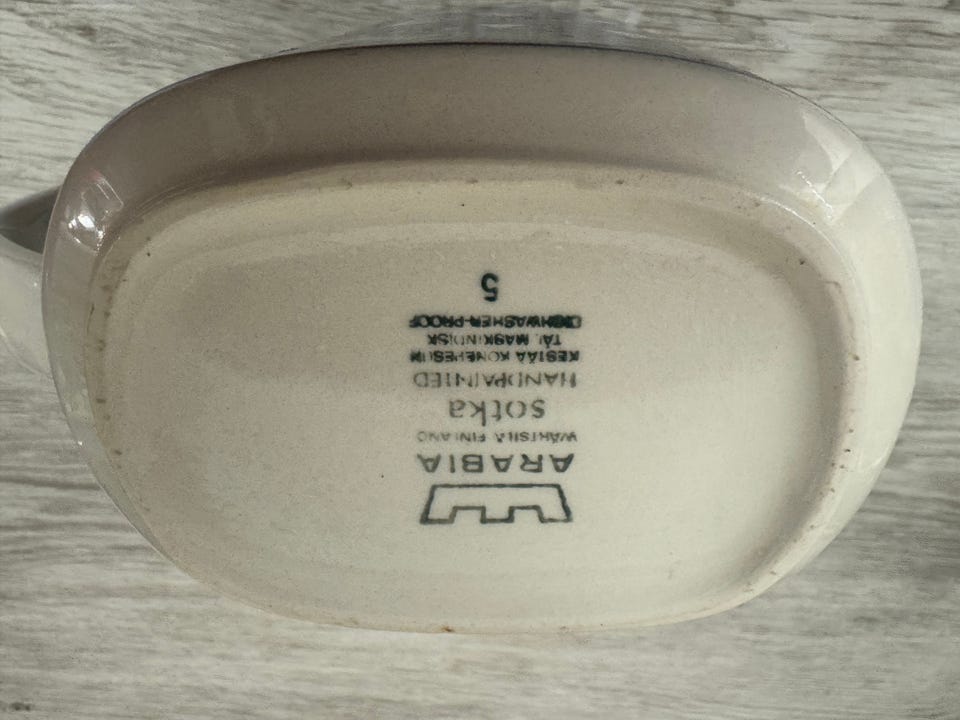 ARABIA
WÄRTSILÄ FINLAND
sotka
HANDPAINTED
KESTÄÄ KONEPESUN
TÅL MASKINDISK
DISHWASHER-PROOF
5